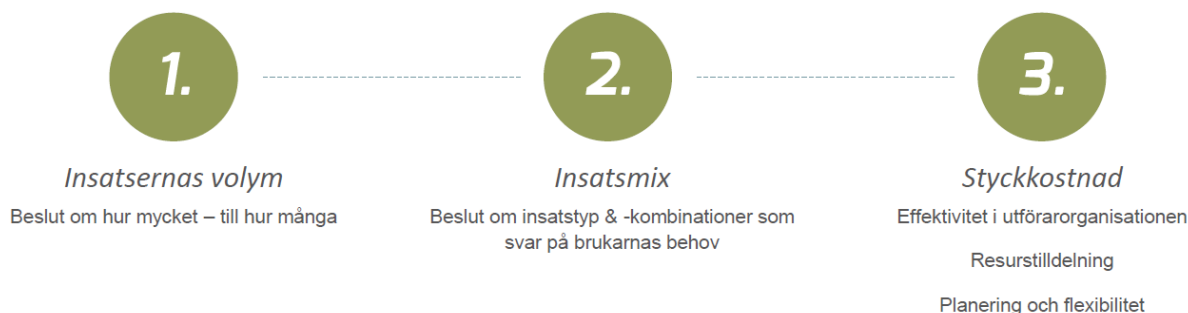 1.
Insatsernas volym
Beslut om hur mycket – till hur många
2.
Insatsmix
Beslut om insatstyp & -kombinationer som
svar på brukarnas behov
3.
Styckkostnad
Effektivitet i utförarorganisationen
Resurstilldelning
Planering och flexibilitet